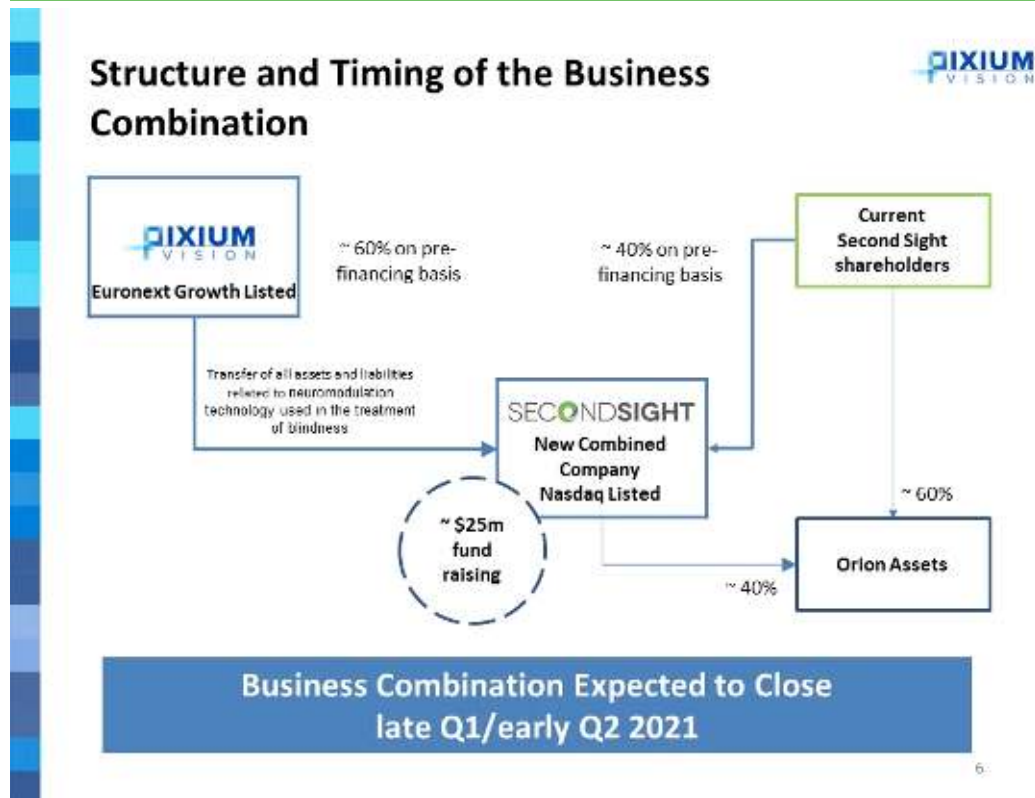 Structure and Timing of the Business
Combination
PIXIUM
VISION
PIXIUM
VISION
Euronext Growth Listed
~ 60% on pre-
financing basis
~ 40% on pre-
financing basis
Current
Second Sight
shareholders
Transfer of all assets and liabilities
related to neuromodulation
technology used in the treatment
of blindness
SECONDSIGHT
New Combined
Company
Nasdaq Listed
~ $25m
fund
raising
~ 60%
Orion Assets
~ 40%
Business Combination Expected to Close
late Q1/early Q2 2021
6